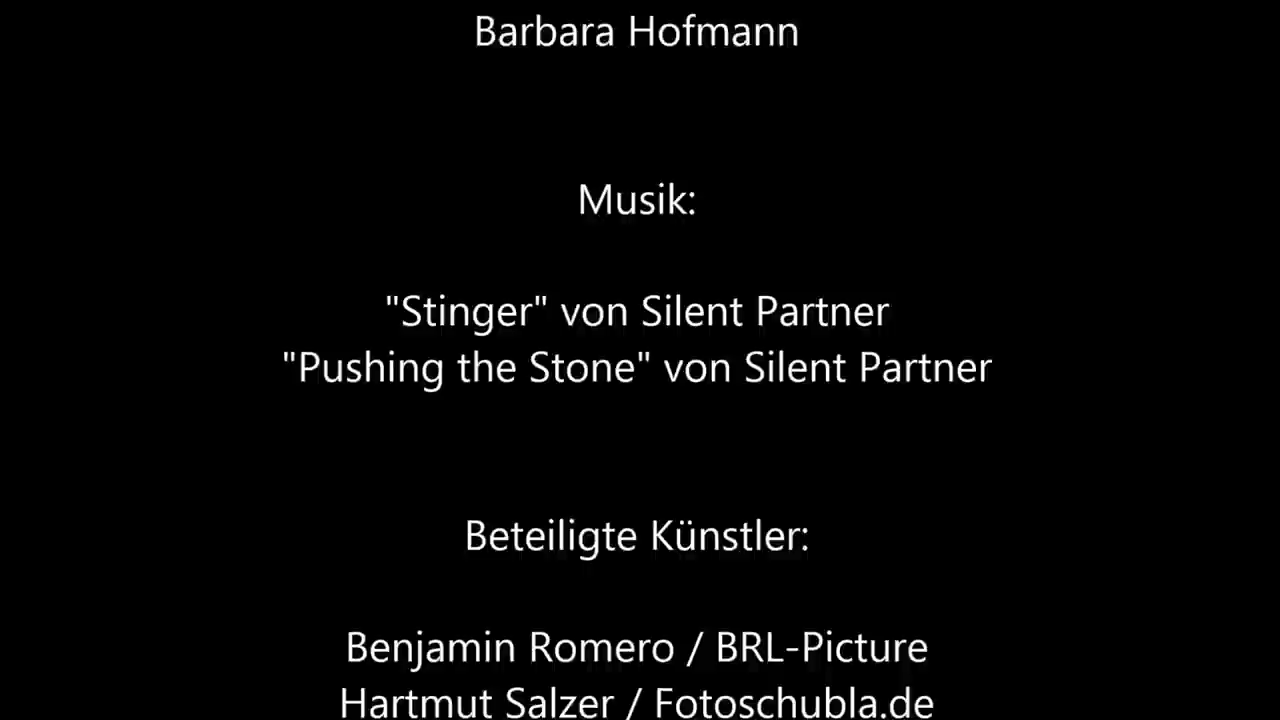 Barbara Hofmann
Musik:
"Stinger" von Silent Partner
"Pushing the Stone" von Silent Partner
Beteiligte Künstler:
Benjamin Romero / BRL-Picture
Hartmut Salzer / Fotoschubla.de